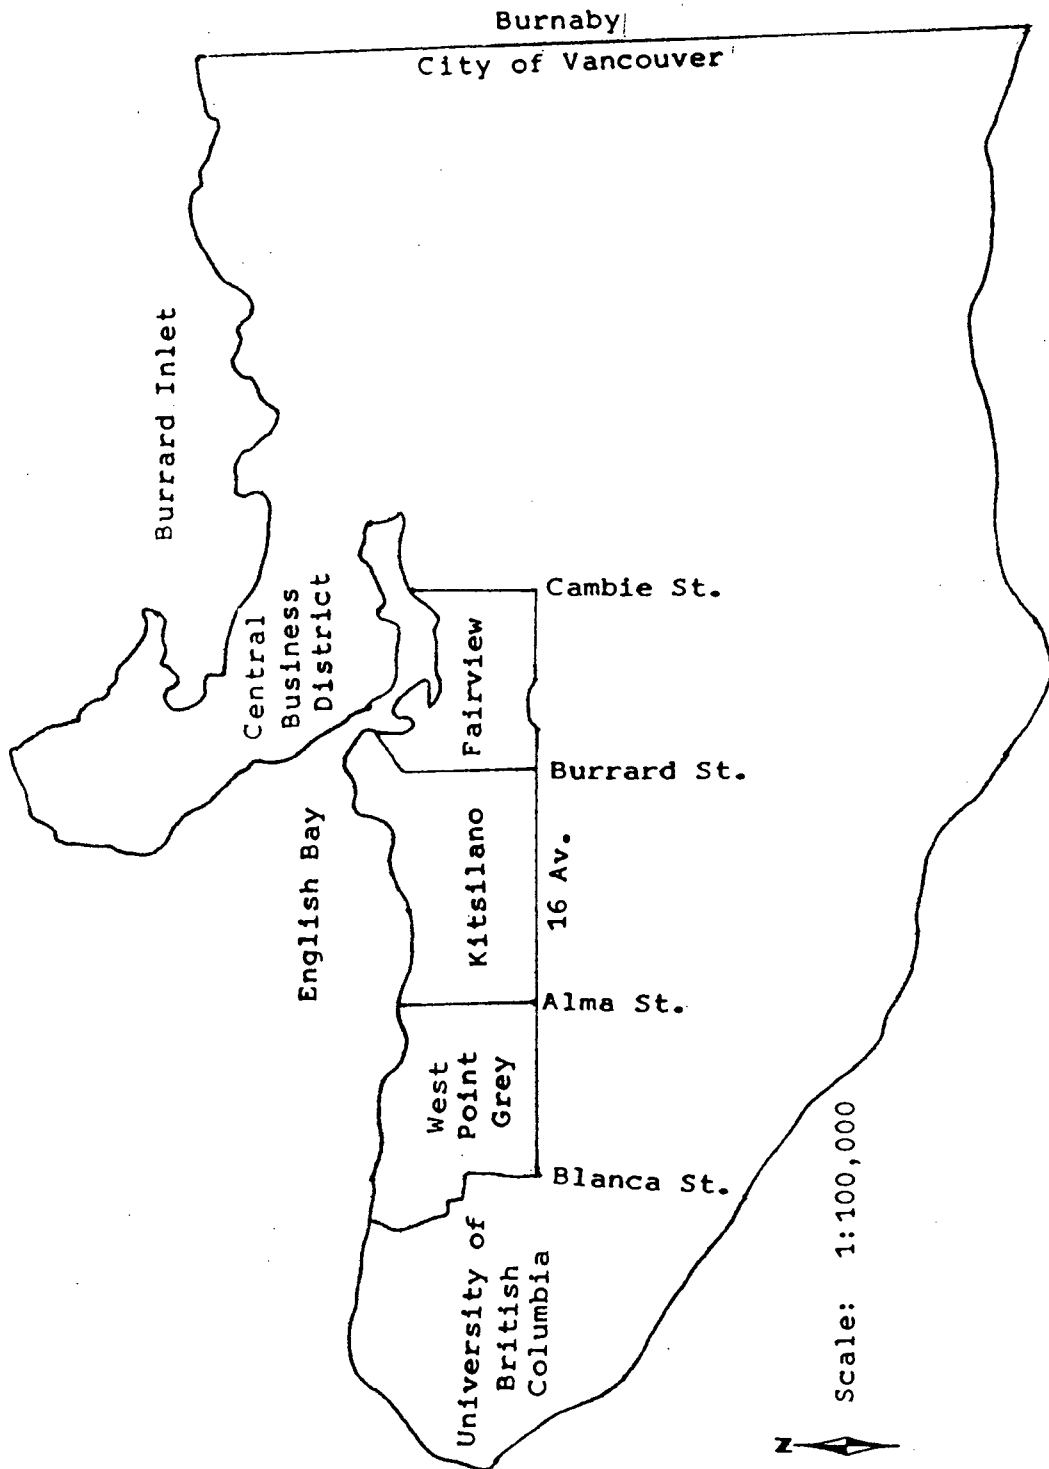 Burnaby
City of Vancouver
Burrard Inlet
Central
Business
District
English Bay
Cambie St.
Fairview
Burrard St.
Kitsilano
16 Av.
Alma St.
West
Point
Grey
Blanca St.
University of
British
Columbia
Scale: 1:100,000
N